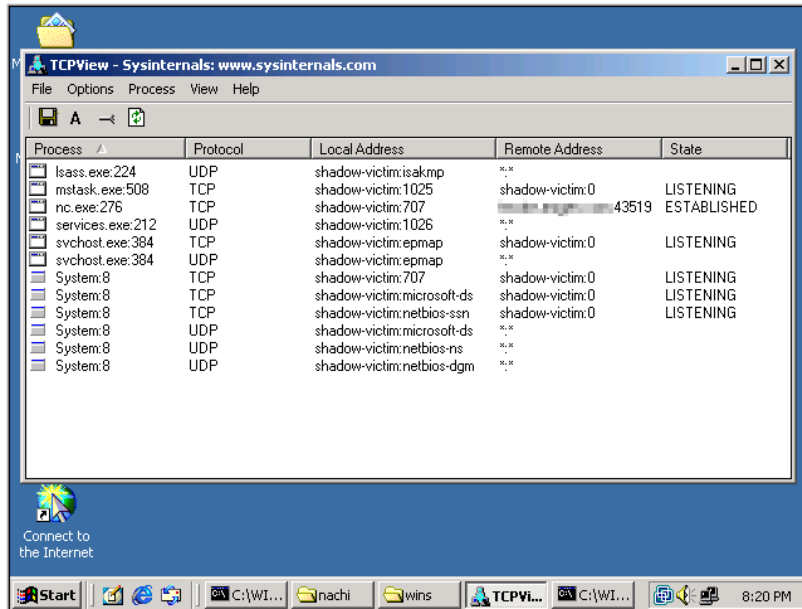 M
TCPView - Sysinternals: www.sysinternals.com
File Options Process View Help
A
Process Protocol Local Address Remote Address State
lsass.exe:224 UDP shadow-victim:isakmp *:*
mstask.exe:508 TCP shadow-victim:1025 shadow-victim:0 LISTENING
nc.exe:276 TCP shadow-victim:707 :43519 ESTABLISHED
services.exe:212 UDP shadow-victim:1026 *:*
svchost.exe:384 TCP shadow-victim:epmap shadow-victim:0 LISTENING
svchost.exe:384 UDP shadow-victim:epmap *:*
System:8 TCP shadow-victim:707 shadow-victim:0 LISTENING
System:8 TCP shadow-victim:microsoft-ds shadow-victim:0 LISTENING
System:8 TCP shadow-victim:netbios-ssn shadow-victim:0 LISTENING
System:8 UDP shadow-victim:microsoft-ds *:*
System:8 UDP shadow-victim:netbios-ns *:*
System:8 UDP shadow-victim:netbios-dgm *:*
Connect to
the Internet
Start C:\WI... nachi wins TCPVi... C:\WI... 8:20 PM